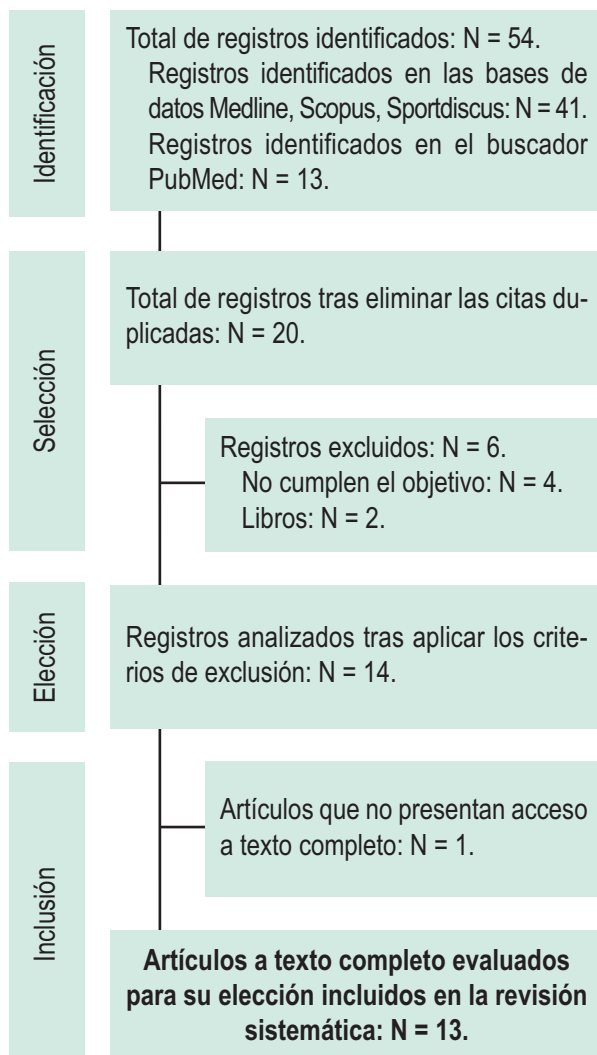 Identificación
Total de registros identificados: N = 54.
Registros identificados en las bases de
datos Medline, Scopus, Sportdiscus: N = 41.
Registros identificados en el buscador
PubMed: N = 13.
Selección
Total de registros tras eliminar las citas du-
plicadas: N = 20.
Registros excluidos: N = 6.
No cumplen el objetivo: N = 4.
Libros: N = 2.
Elección
Registros analizados tras aplicar los crite-
rios de exclusión: N = 14.
Inclusión
Artículos que no presentan acceso
a texto completo: N = 1.
Artículos a texto completo evaluados
para su elección incluidos en la revisión
sistemática: N = 13.